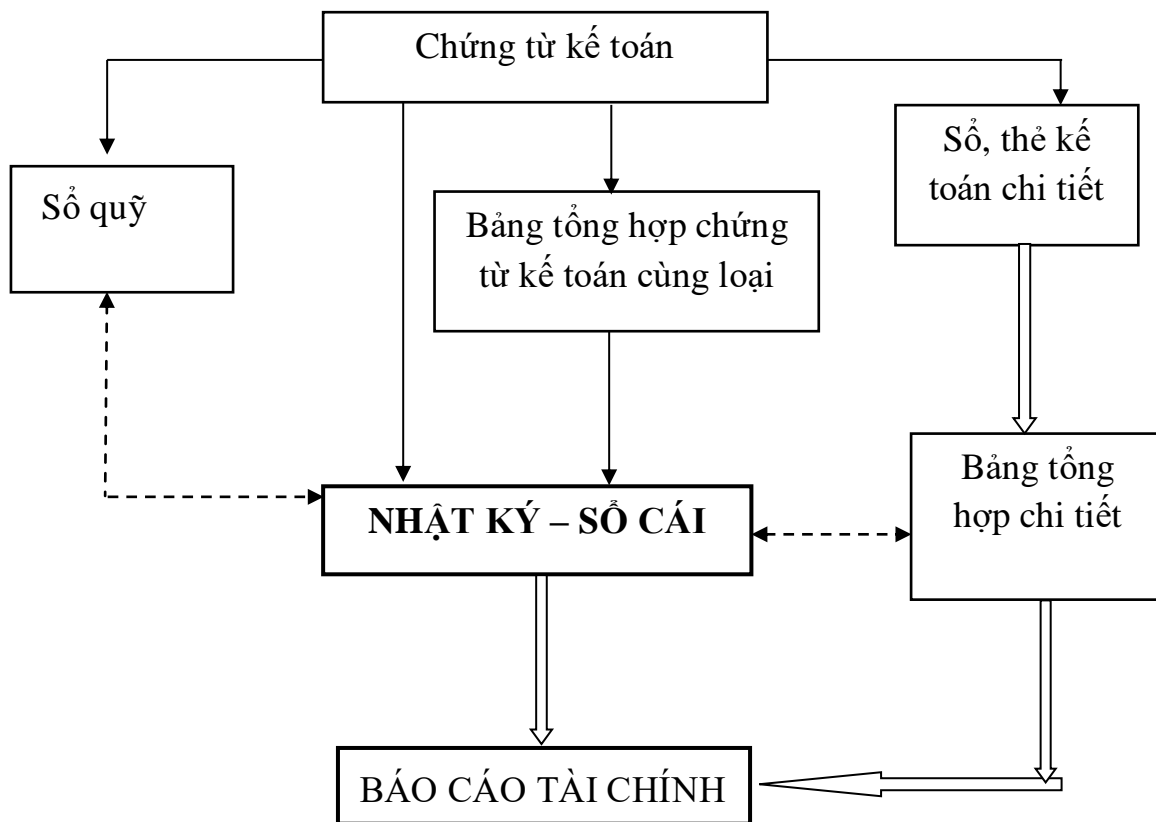 Chứng từ kế toán
Sổ quỹ
Bảng tổng hợp chứng
từ kế toán cùng loại
Sổ, thẻ kế
toán chi tiết
NHẬT KÝ – SỔ CÁI
Bảng tổng
hợp chi tiết
BÁO CÁO TÀI CHÍNH